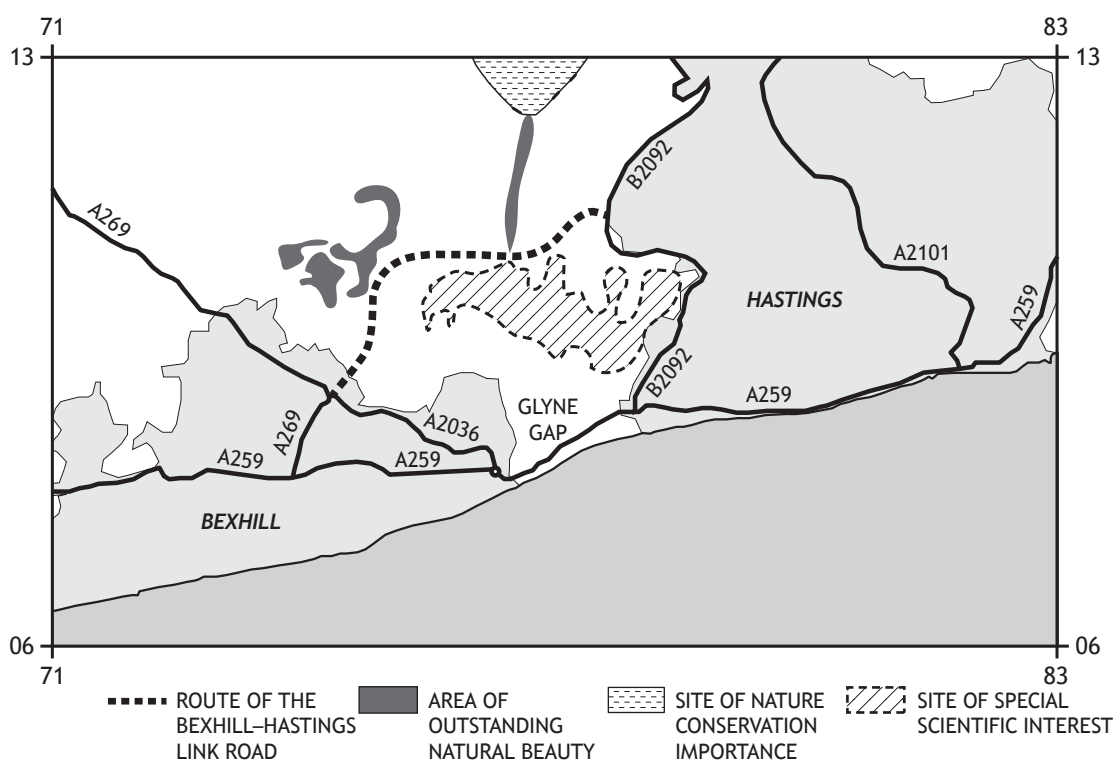 71
83
13
13
B2092
A269
A2101
HASTINGS
A259
B2092
A259
GLYNE
GAP
A269
A2036
A259
A259
BEXHILL
06
06
71
83
ROUTE OF THE
BEXHILL–HASTINGS
LINK ROAD
AREA OF
OUTSTANDING
NATURAL BEAUTY
SITE OF NATURE
CONSERVATION
IMPORTANCE
SITE OF SPECIAL
SCIENTIFIC INTEREST